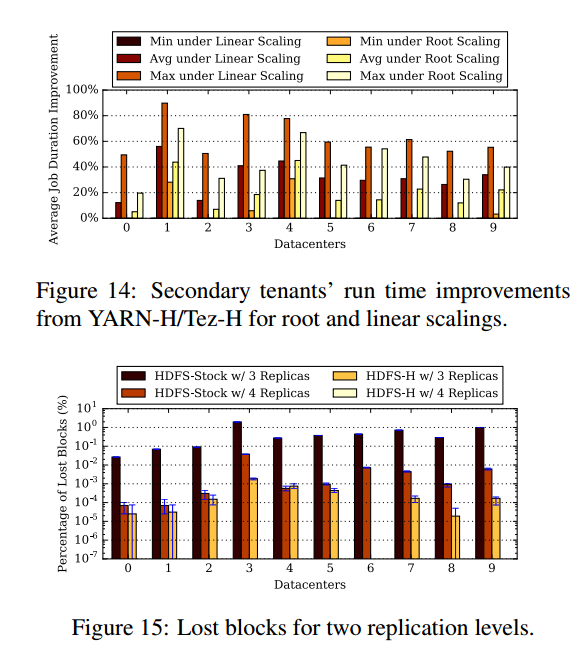 Min under Linear Scaling Min under Root Scaling
Avg under Linear Scaling Avg under Root Scaling
Max under Linear Scaling Max under Root Scaling
Average Job Duration Improvement
100%
80%
60%
40%
20%
0%
0 1 2 3 4 5 6 7 8 9
Datacenters
Figure 14: Secondary tenants' run time improvements
from YARN-H/Tez-H for root and linear scalings.
HDFS-Stock w/ 3 Replicas HDFS-H w/ 3 Replicas
HDFS-Stock w/ 4 Replicas HDFS-H w/ 4 Replicas
Percentage of Lost Blocks (%)
10^1
10^0
10^-1
10^-2
10^-3
10^-4
10^-5
10^-6
10^-7
0 1 2 3 4 5 6 7 8 9
Datacenters
Figure 15: Lost blocks for two replication levels.